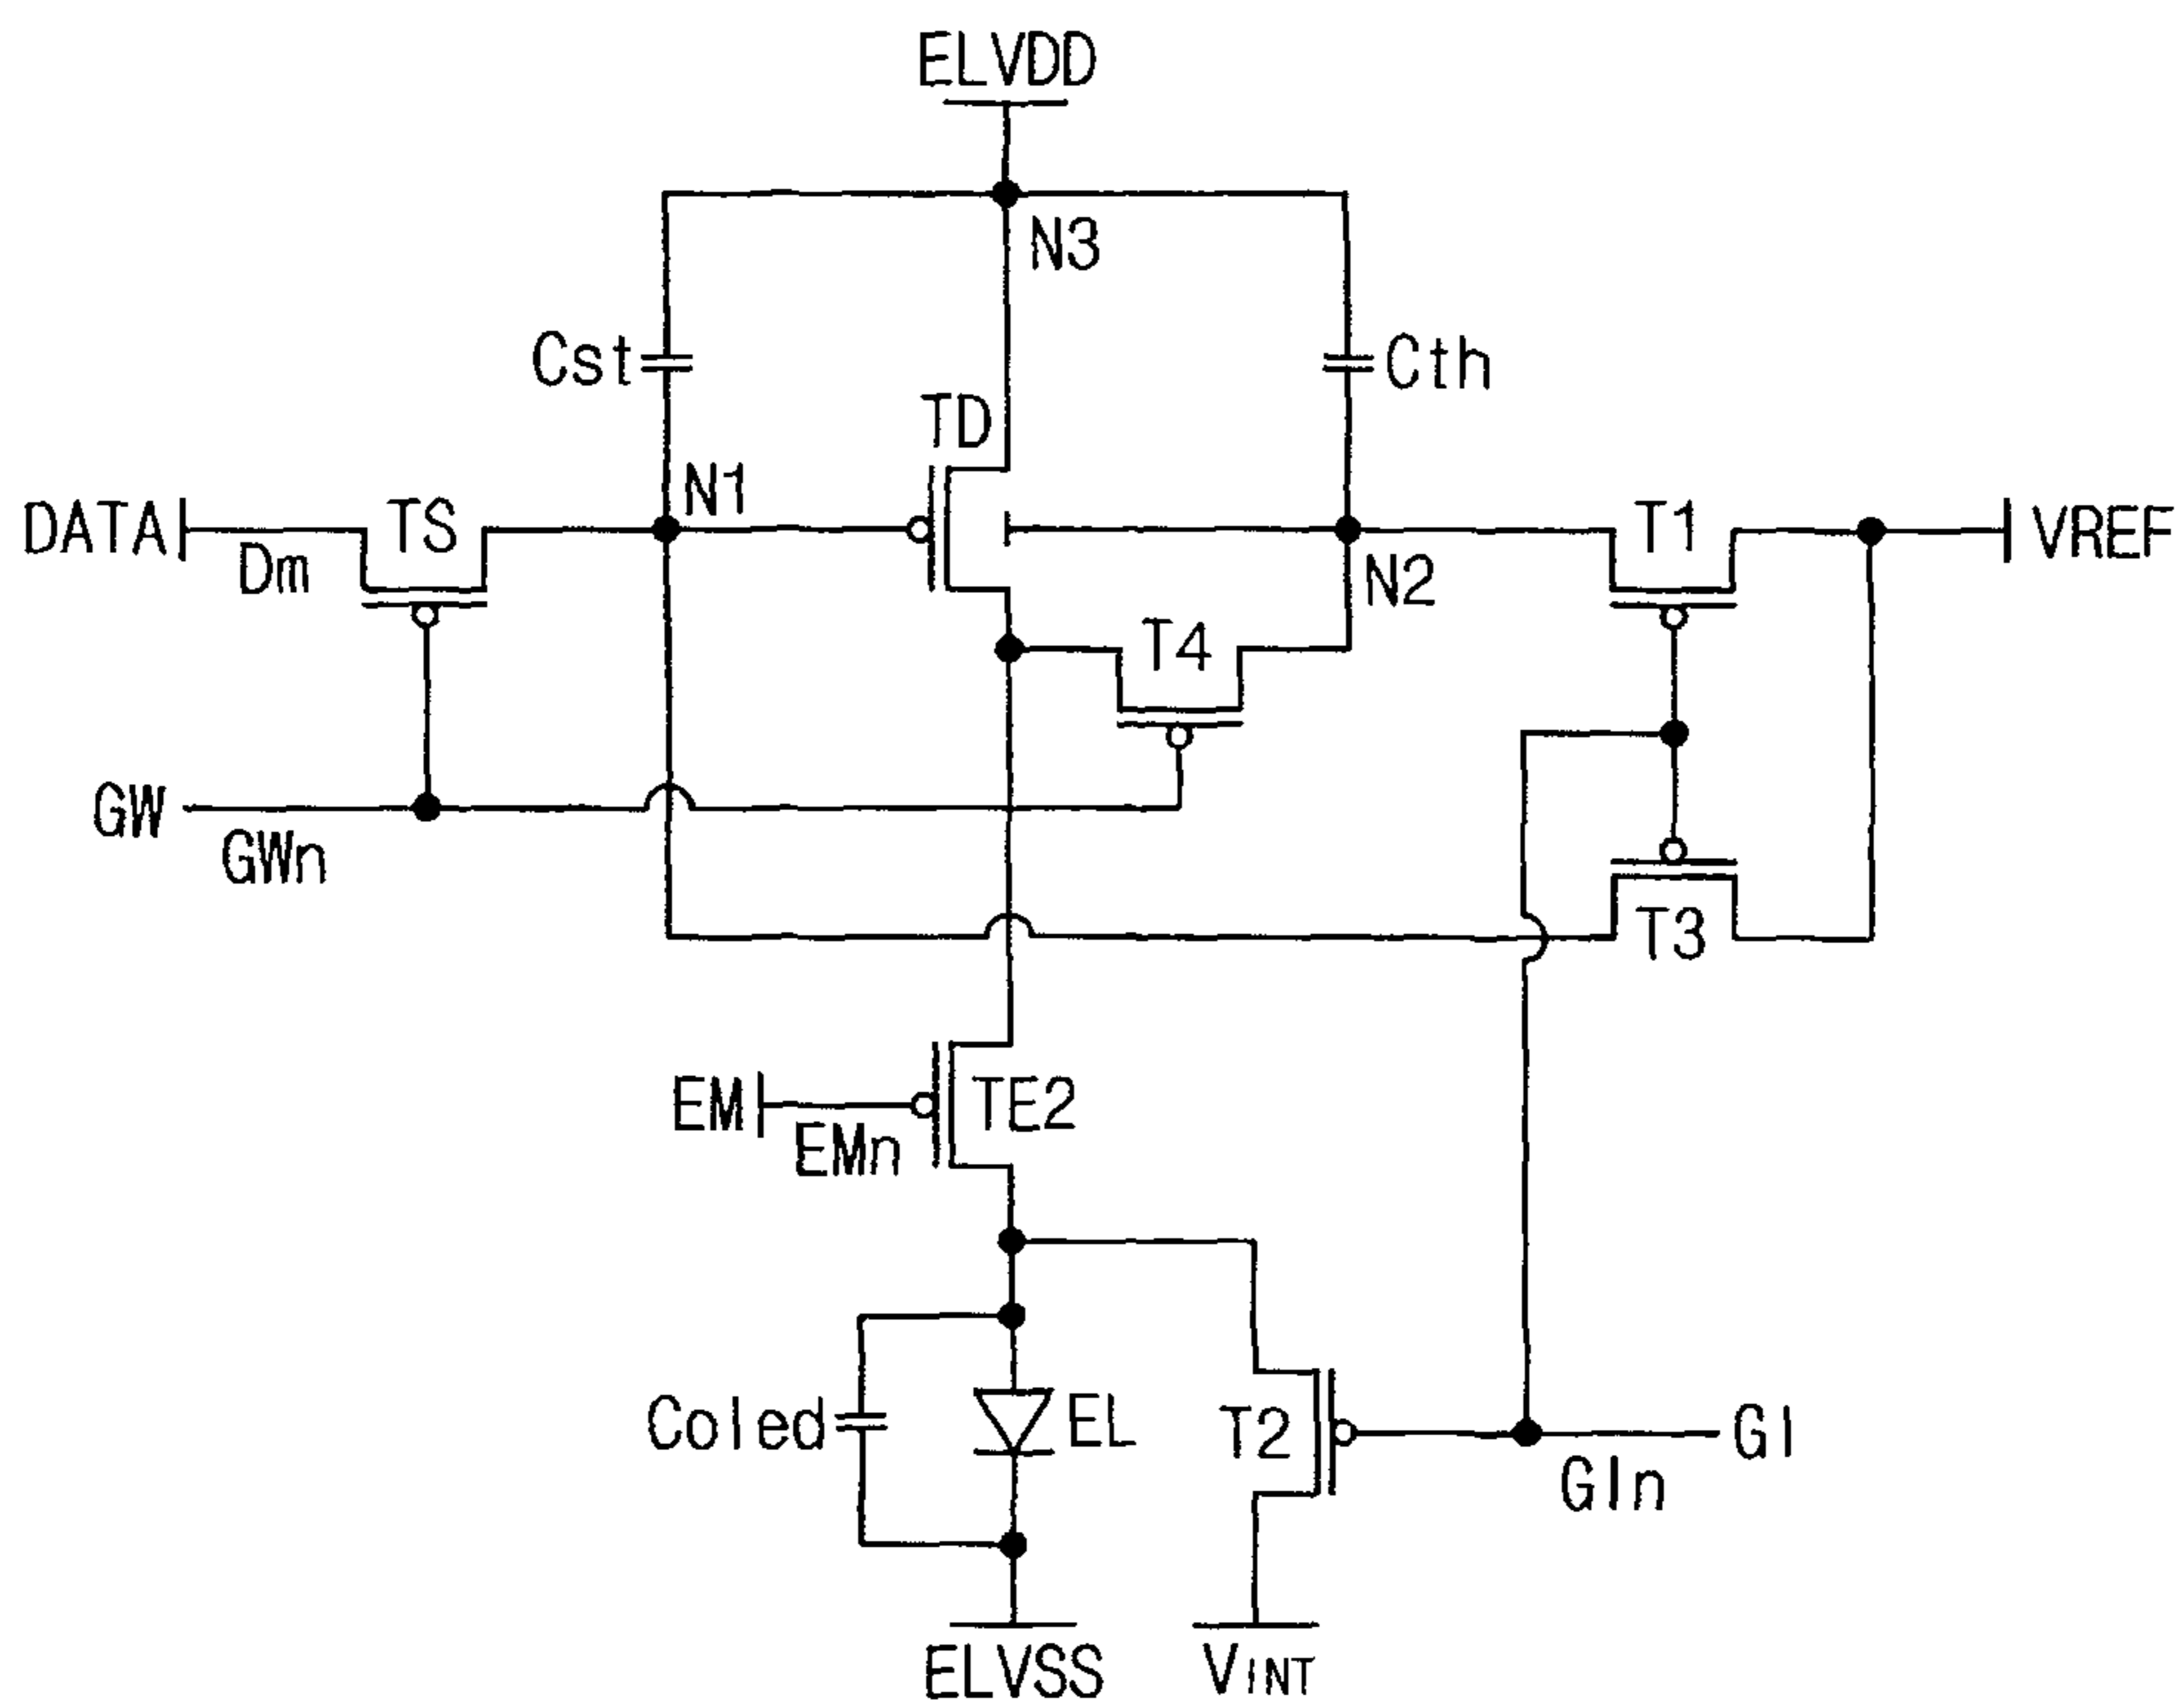 ELVDD
N3
Cst
Cth
TD
N1
DATA
TS
T1
VREF
Dm
N2
T4
GW
GWn
T3
EM
TE2
EMn
Coled
EL
T2
GI
GIn
ELVSS
VINT